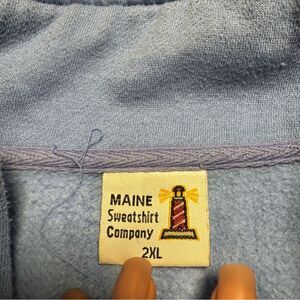 MAINE
Sweatshirt
Company
2XL